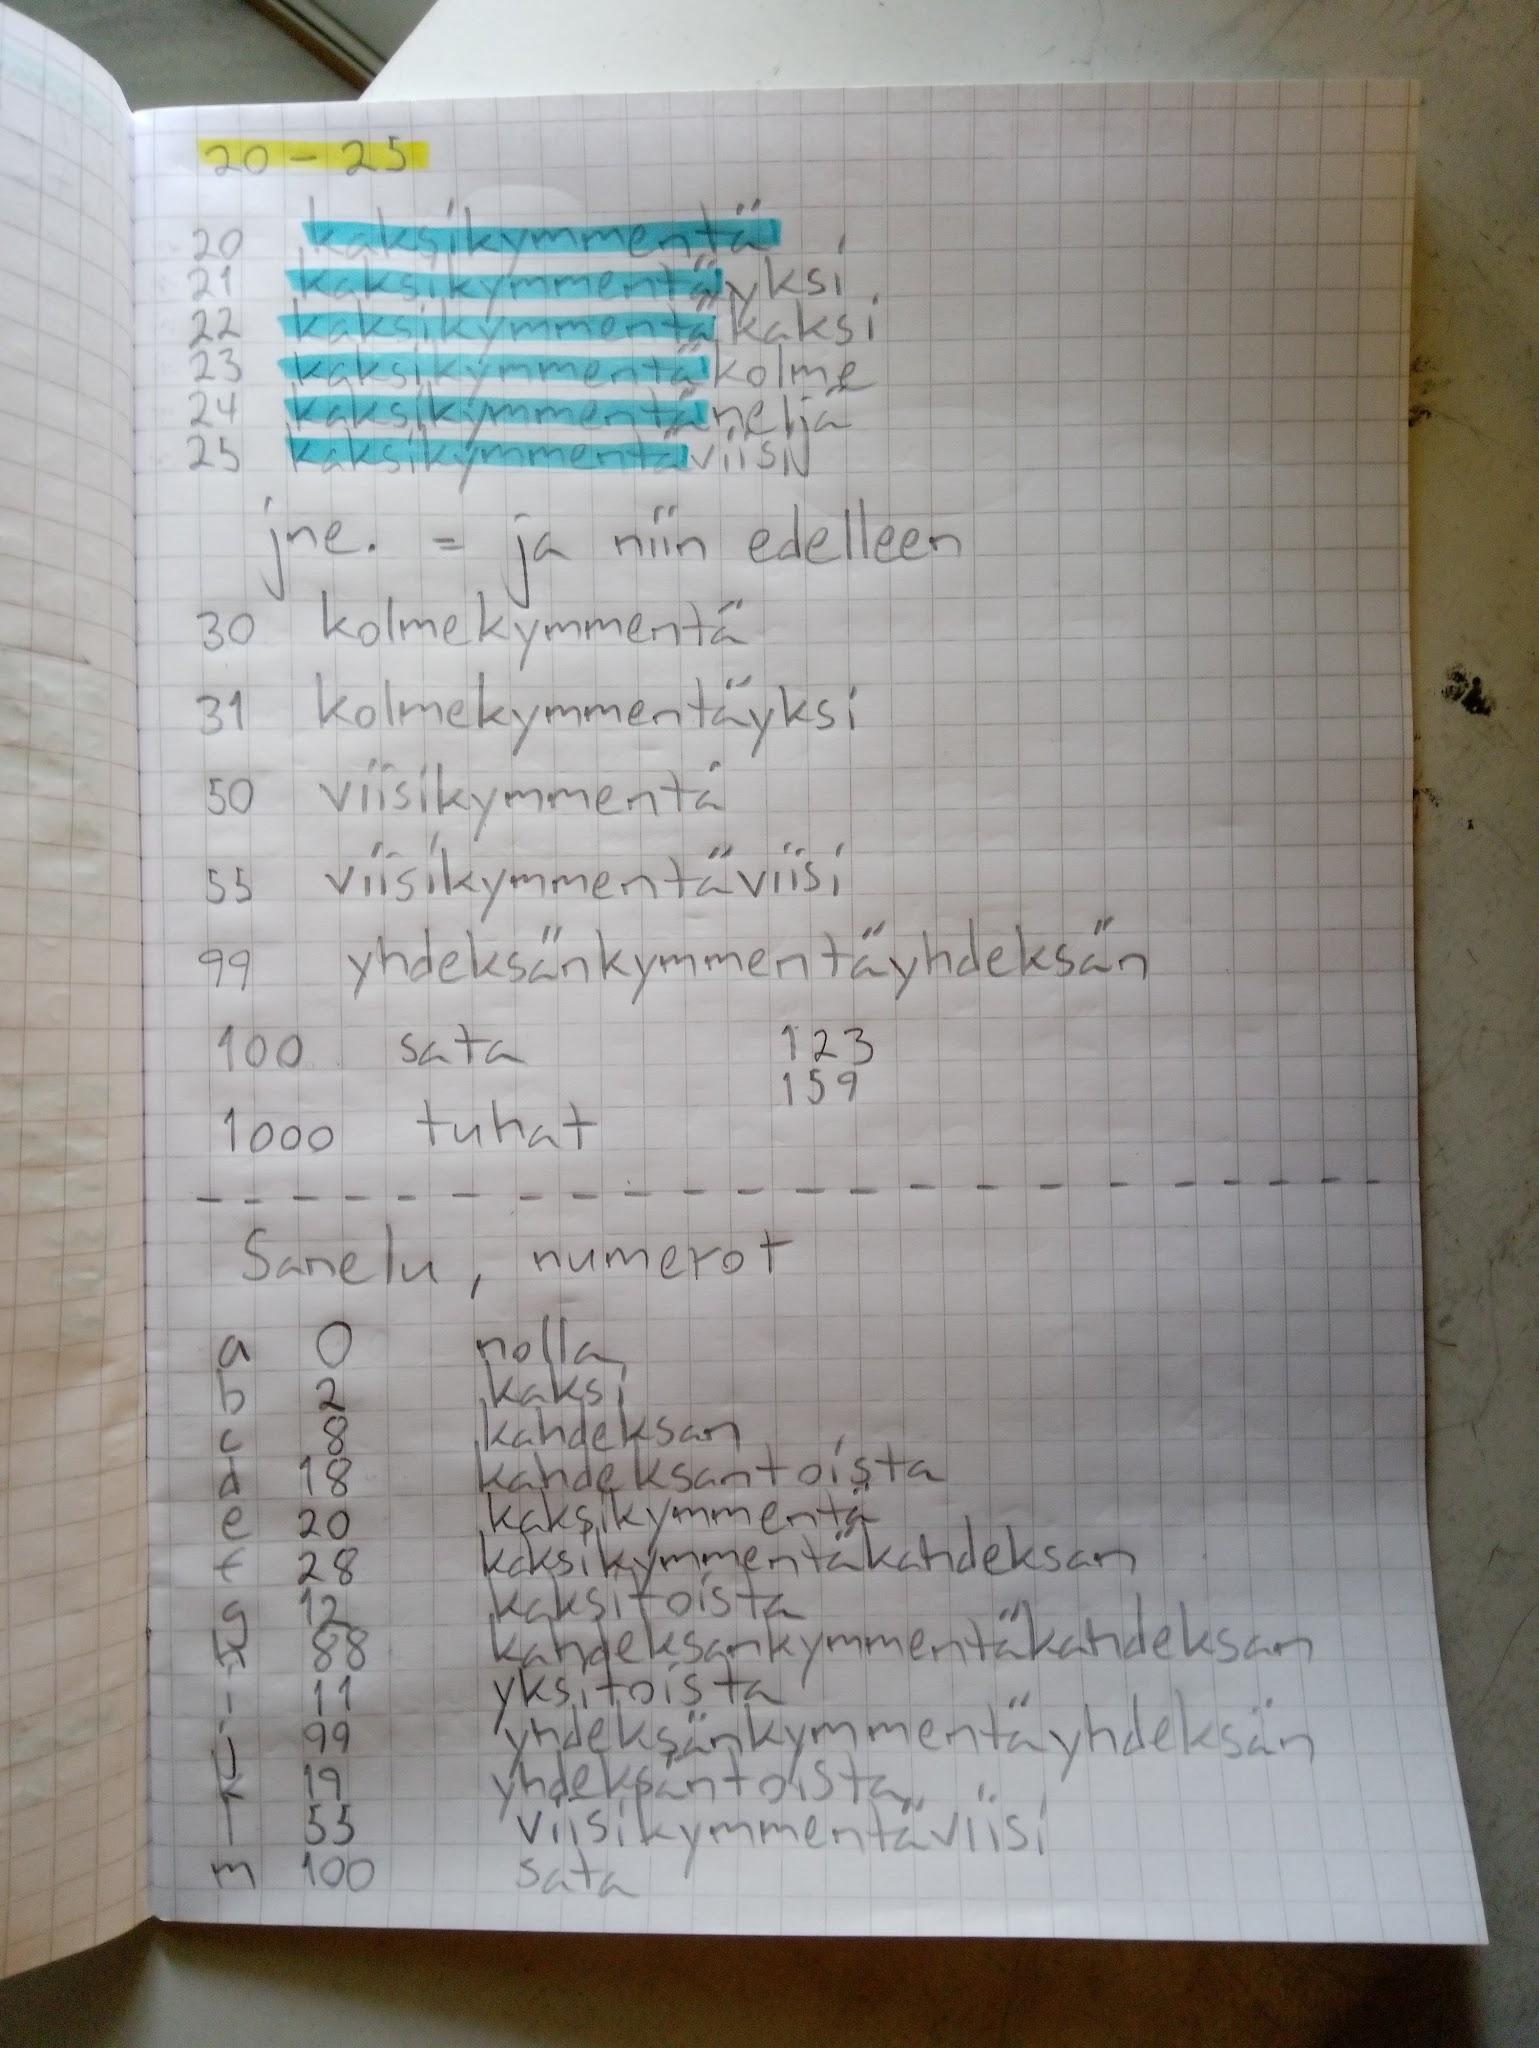 20 - 25
20 kaksikymmentä
21 kaksikymmentäyksi
22 kaksikymmentäkaksi
23 kaksikymmentäkolme
24 kaksikymmentäneljä
25 kaksikymmentäviisi
jne. = ja niin edelleen
30 kolmekymmentä
31 kolmekymmentäyksi
50 viisikymmentä
55 viisikymmentäviisi
99 yhdeksänkymmentäyhdeksän
100 sata 123
159
1000 tuhat
Sanelu, numerot
a 0 nolla
b 2 kaksi
c 8 kahdeksan
d 18 kahdeksantoista
e 20 kaksikymmentä
f 28 kaksikymmentäkahdeksan
g 12 kaksitoista
h 88 kahdeksankymmentäkahdeksan
i 11 yksitoista
j 99 yhdeksänkymmentäyhdeksän
k 19 yhdeksäntoista
l 55 viisikymmentäviisi
m 100 sata